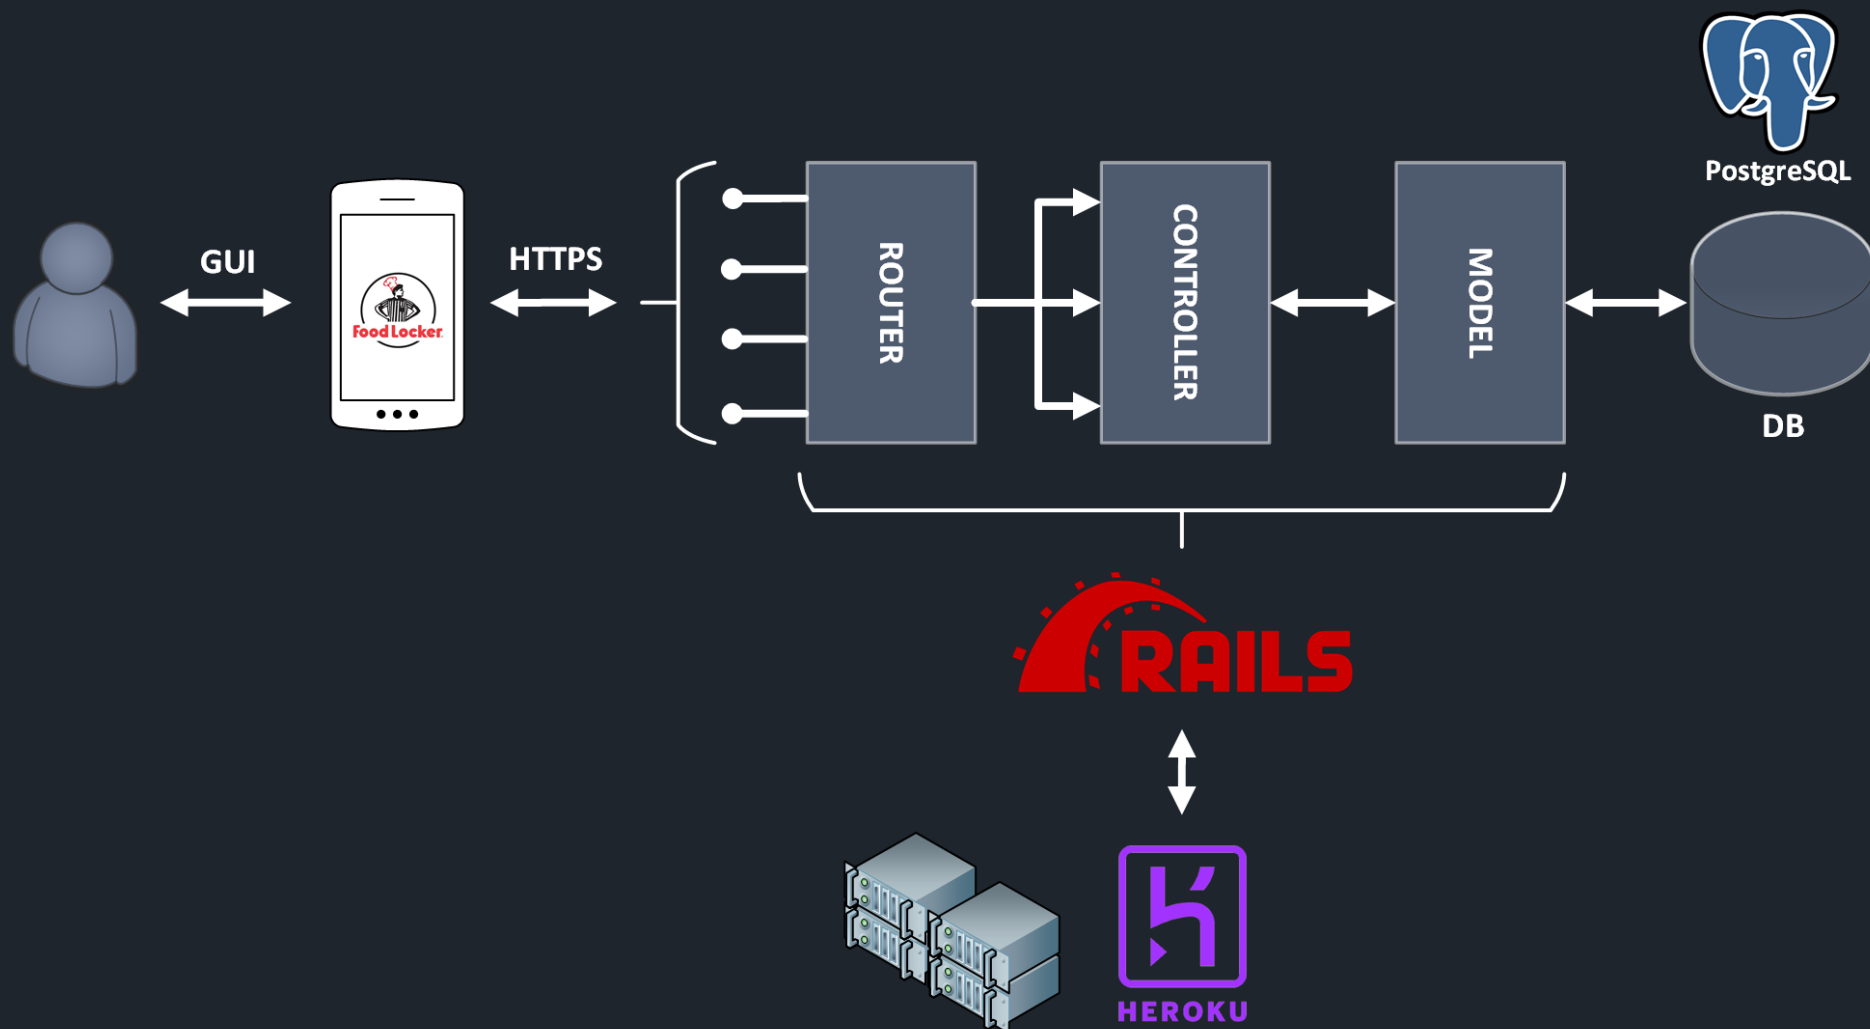 PostgreSQL
GUI
Food Locker
HTTPS
ROUTER
CONTROLLER
MODEL
DB
RAILS
HEROKU